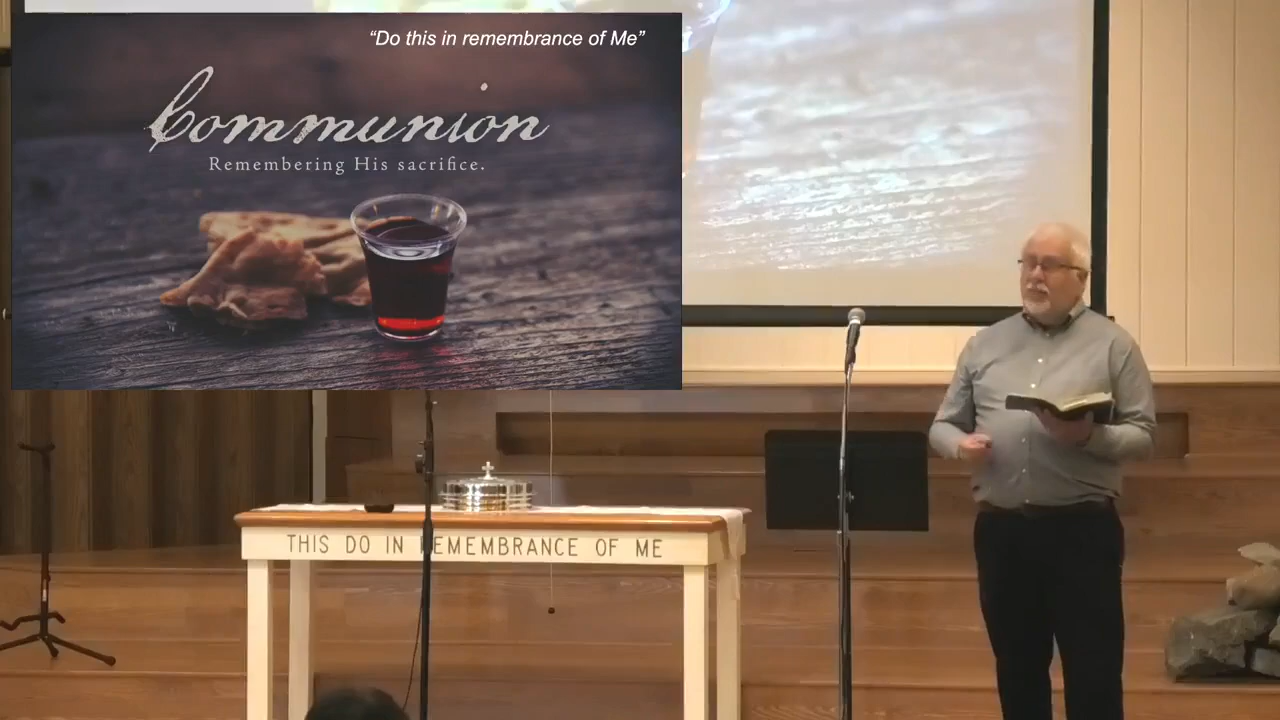 “Do this in remembrance of Me”
Communion
Remembering His sacrifice.
THIS DO IN REMEMBRANCE OF ME